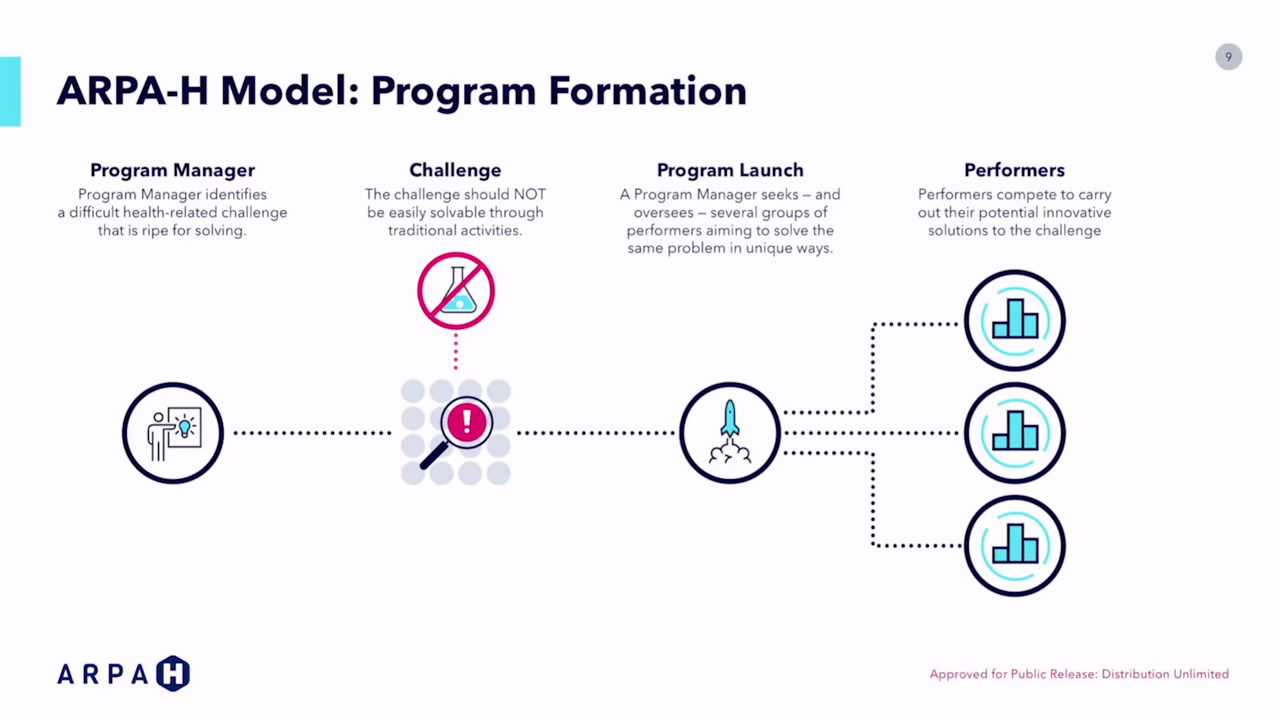 9
ARPA-H Model: Program Formation
Program Manager
Program Manager identifies
a difficult health-related challenge
that is ripe for solving.
Challenge
The challenge should NOT
be easily solvable through
traditional activities.
Program Launch
A Program Manager seeks – and
oversees – several groups of
performers aiming to solve the
same problem in unique ways.
Performers
Performers compete to carry
out their potential innovative
solutions to the challenge
!
ARPA H
Approved for Public Release: Distribution Unlimited